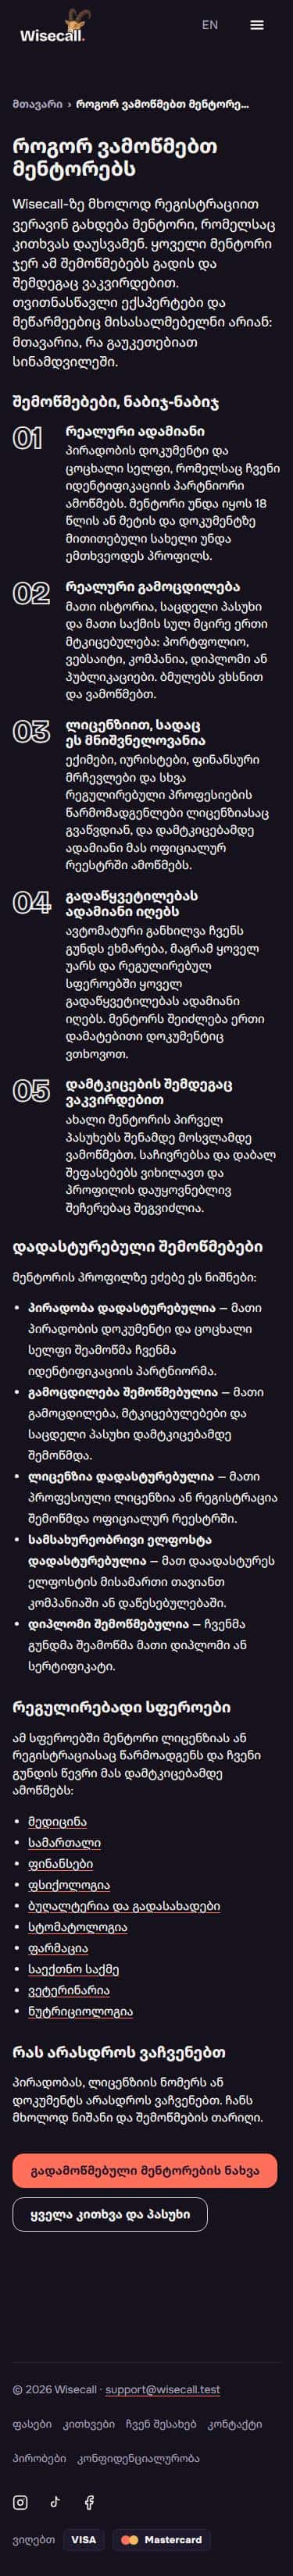 Wisecall.
EN
მთავარი › როგორ ვამოწმებთ მენტორე...
როგორ ვამოწმებთ
მენტორებს
Wisecall-ზე მხოლოდ რეგისტრაციით
ვერავინ გახდება მენტორი, რომელსაც
კითხვას დაუსვამენ. ყოველი მენტორი
ჯერ ამ შემოწმებებს გადის და
შემდეგაც ვაკვირდებით.
თვითნასწავლი ექსპერტები და
მეწარმეებიც მისასალმებელნი არიან:
მთავარია, რა გაუკეთებიათ
სინამდვილეში.
შემოწმებები, ნაბიჯ-ნაბიჯ
01
რეალური ადამიანი
პირადობის დოკუმენტი და
ცოცხალი სელფი, რომელსაც ჩვენი
იდენტიფიკაციის პარტნიორი
ამოწმებს. მენტორი უნდა იყოს 18
წლის ან მეტის და დოკუმენტზე
მითითებული სახელი უნდა
ემთხვეოდეს პროფილს.
02
რეალური გამოცდილება
მათი ისტორია, საცდელი პასუხი
და მათი საქმის სულ მცირე ერთი
მტკიცებულება: პორტფოლიო,
ვებსაიტი, კომპანია, დიპლომი ან
პუბლიკაციები. ბმულებს ვხსნით
და ვამოწმებთ.
03
ლიცენზიით, სადაც
ეს მნიშვნელოვანია
ექიმები, იურისტები, ფინანსური
მრჩევლები და სხვა
რეგულირებული პროფესიების
წარმომადგენლები ლიცენზიასაც
გვაწვდიან, და დამტკიცებამდე
ადამიანი მას ოფიციალურ
რეესტრში ამოწმებს.
04
გადაწყვეტილებას
ადამიანი იღებს
ავტომატური განხილვა ჩვენს
გუნდს ეხმარება, მაგრამ ყოველ
უარს და რეგულირებულ
სფეროებში ყოველ
გადაწყვეტილებას ადამიანი
იღებს. მენტორს შეიძლება ერთი
დამატებითი დოკუმენტიც
ვთხოვოთ.
05
დამტკიცების შემდეგაც
ვაკვირდებით
ახალი მენტორის პირველ
პასუხებს შენამდე მოსვლამდე
ვამოწმებთ. საჩივრებსა და დაბალ
შეფასებებს ვიხილავთ და
პროფილის დაუყოვნებლივ
შეჩერებაც შეგვიძლია.
დადასტურებული შემოწმებები
მენტორის პროფილზე ეძებე ეს ნიშნები:
• პირადობა დადასტურებულია — მათი
პირადობის დოკუმენტი და ცოცხალი
სელფი შეამოწმა ჩვენმა
იდენტიფიკაციის პარტნიორმა.
• გამოცდილება შემოწმებულია — მათი
გამოცდილება, მტკიცებულებები და
საცდელი პასუხი დამტკიცებამდე
შემოწმდა.
• ლიცენზია დადასტურებულია — მათი
პროფესიული ლიცენზია ან რეგისტრაცია
შემოწმდა ოფიციალურ რეესტრში.
• სამსახურეობრივი ელფოსტა
დადასტურებულია — მათ დაადასტურეს
ელფოსტის მისამართი თავიანთ
კომპანიაში ან დაწესებულებაში.
• დიპლომი შემოწმებულია — ჩვენმა
გუნდმა შეამოწმა მათი დიპლომი ან
სერტიფიკატი.
რეგულირებადი სფეროები
ამ სფეროებში მენტორი ლიცენზიას ან
რეგისტრაციასაც წარმოადგენს და ჩვენი
გუნდის წევრი მას დამტკიცებამდე
ამოწმებს:
• მედიცინა
• სამართალი
• ფინანსები
• ფსიქოლოგია
• ბუღალტერია და გადასახადები
• სტომატოლოგია
• ფარმაცია
• საექთნო საქმე
• ვეტერინარია
• ნუტრიციოლოგია
რას არასდროს ვაჩვენებთ
პირადობას, ლიცენზიის ნომერს ან
დოკუმენტს არასდროს ვაჩვენებთ. ჩანს
მხოლოდ ნიშანი და შემოწმების თარიღი.
გადამოწმებული მენტორების ნახვა
ყველა კითხვა და პასუხი
© 2026 Wisecall · support@wisecall.test
ფასები კითხვები ჩვენ შესახებ კონტაქტი
პირობები კონფიდენციალურობა
ვიღებთ VISA Mastercard